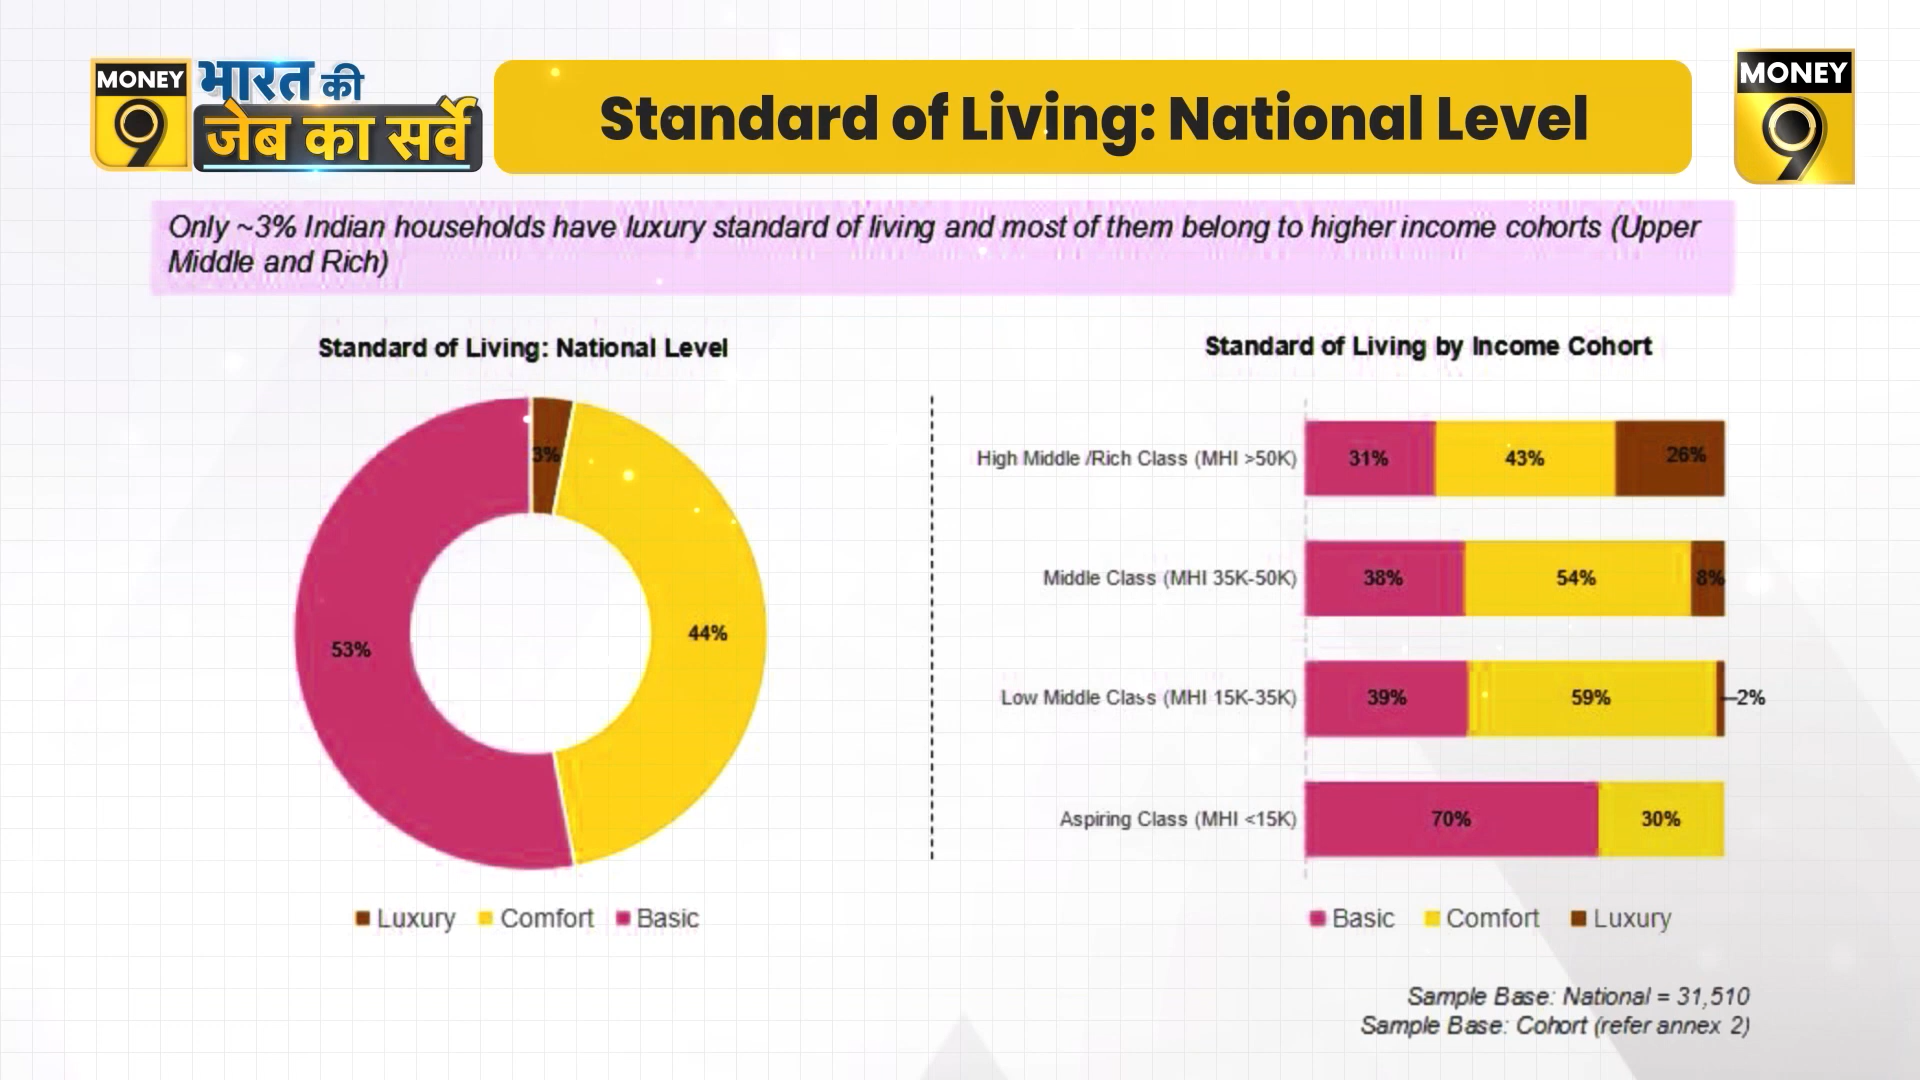 MONEY
9
भारत की
जेब का सर्वे
Standard of Living: National Level
MONEY
9
Only ~3% Indian households have luxury standard of living and most of them belong to higher income cohorts (Upper
Middle and Rich)
Standard of Living: National Level
3%
44%
53%
Luxury Comfort Basic
Standard of Living by Income Cohort
High Middle /Rich Class (MHI >50K) 31% 43% 26%
Middle Class (MHI 35K-50K) 38% 54% 8%
Low Middle Class (MHI 15K-35K) 39% 59% 2%
Aspiring Class (MHI <15K) 70% 30%
Basic Comfort Luxury
Sample Base: National = 31,510
Sample Base: Cohort (refer annex 2)